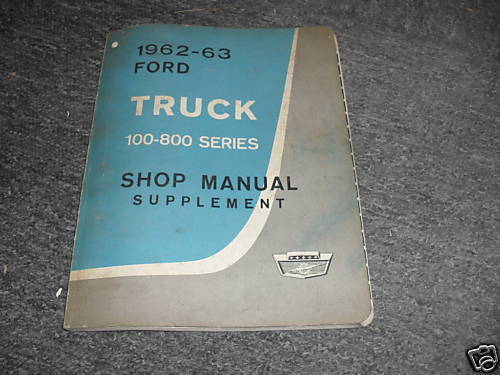 1962-63
FORD
TRUCK
100-800 SERIES
SHOP MANUAL
SUPPLEMENT